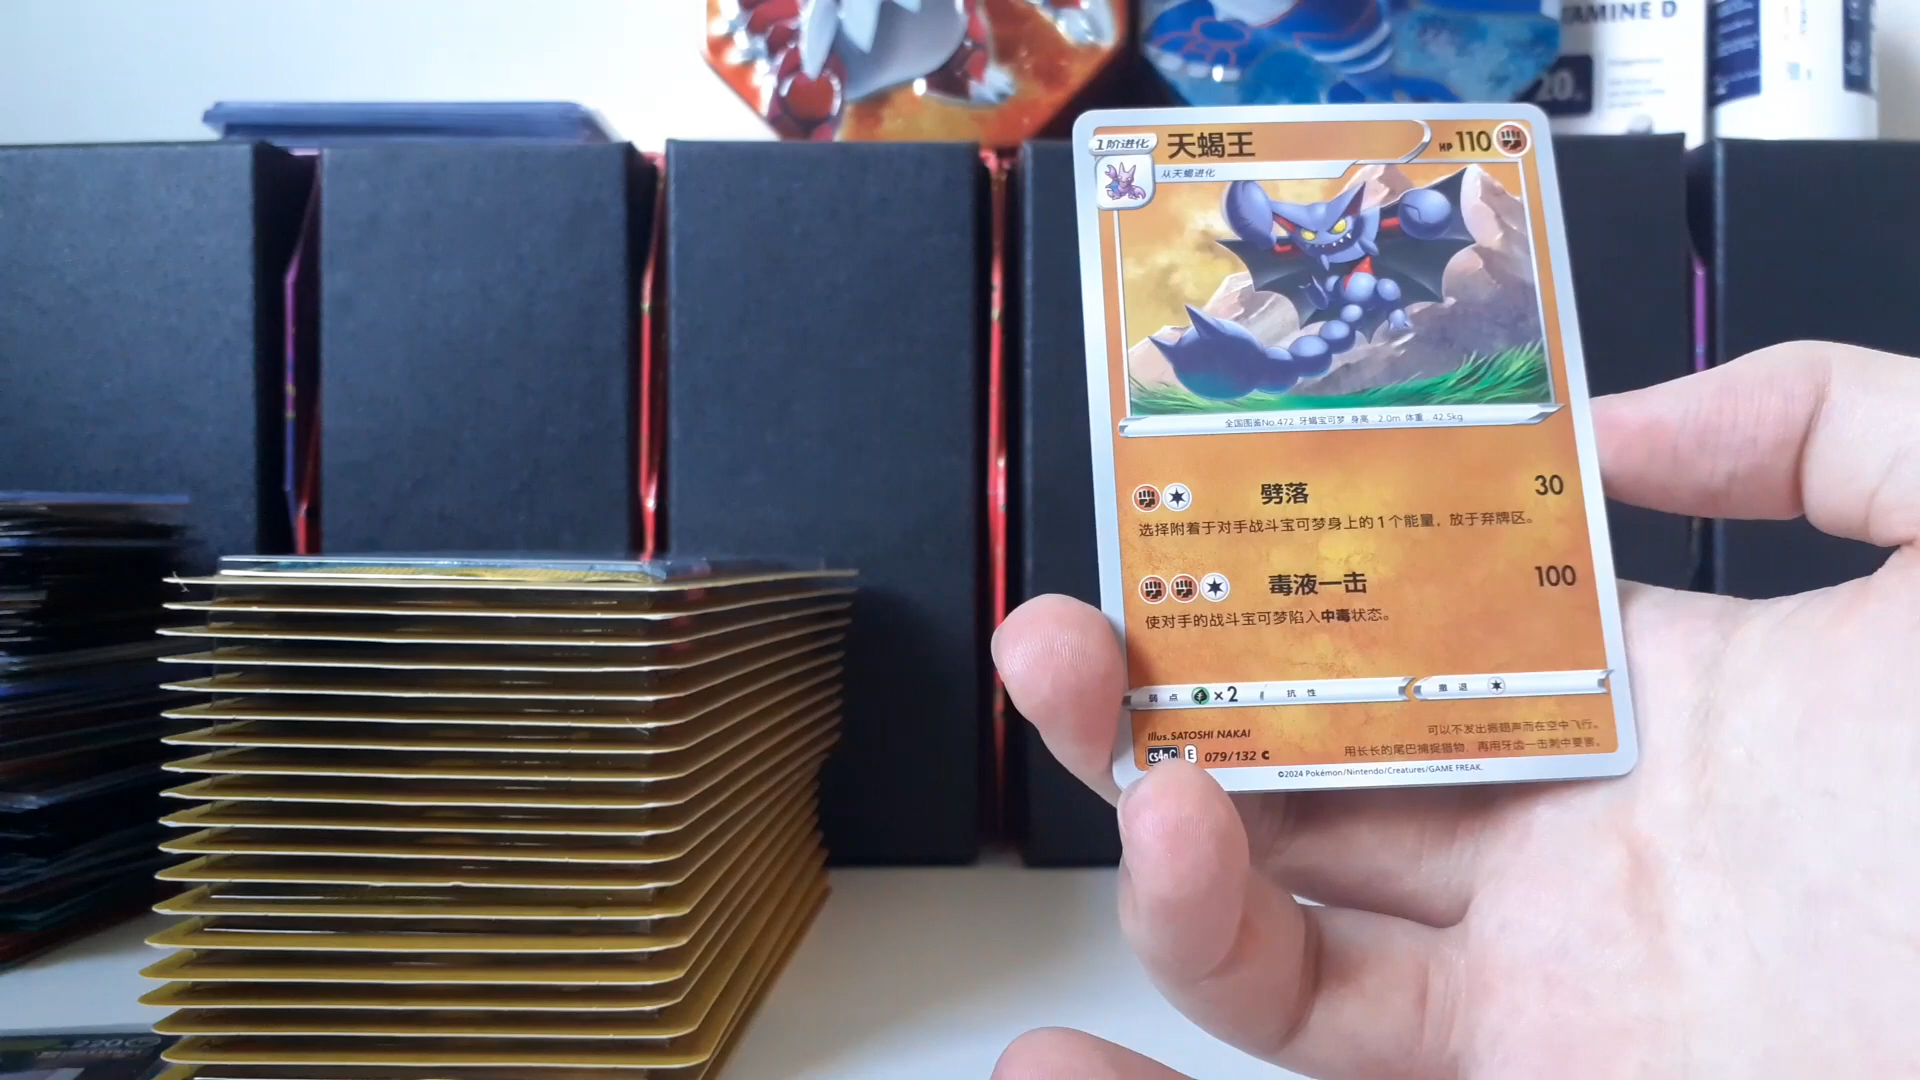 TAMINE D
20
1阶进化 天蝎王 HP 110
从天蝎进化
全国图鉴No.472 牙蝎宝可梦 身高:2.0m 体重:42.5kg
劈落 30
选择附着于对手战斗宝可梦身上的1个能量，放于弃牌区。
毒液一击 100
使对手的战斗宝可梦陷入中毒状态。
弱点 ×2 抗性 撤退
可以不发出振翅声而在空中飞行。
用长长的尾巴捕捉猎物，再用牙齿一击刺中要害。
Illus.SATOSHI NAKAI
CS4aC E 079/132 C
©2024 Pokémon/Nintendo/Creatures/GAME FREAK.
220